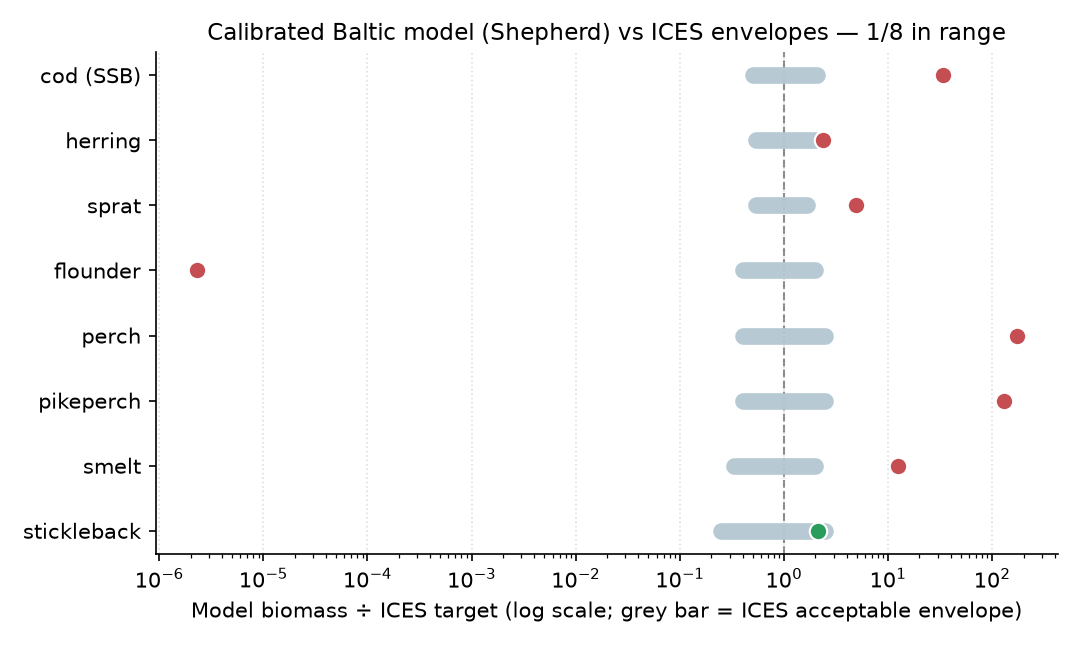 Calibrated Baltic model (Shepherd) vs ICES envelopes — 1/8 in range
cod (SSB)
herring
sprat
flounder
perch
pikeperch
smelt
stickleback
10⁻⁶ 10⁻⁵ 10⁻⁴ 10⁻³ 10⁻² 10⁻¹ 10⁰ 10¹ 10²
Model biomass ÷ ICES target (log scale; grey bar = ICES acceptable envelope)